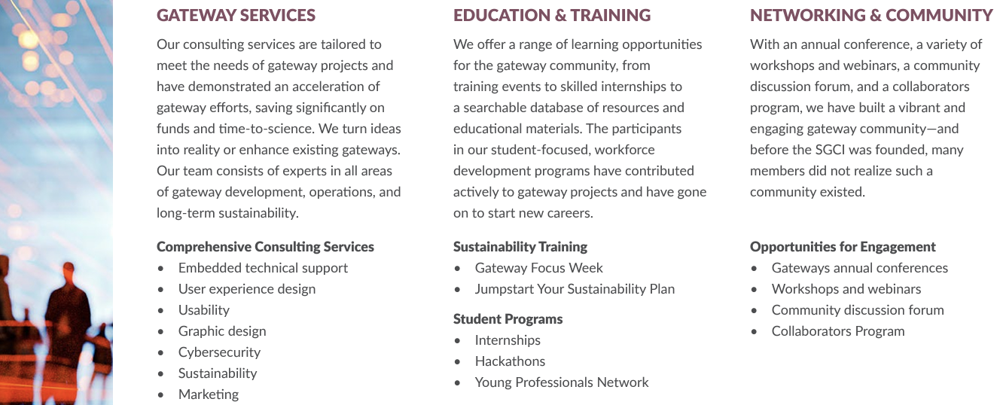 GATEWAY SERVICES
Our consulting services are tailored to
meet the needs of gateway projects and
have demonstrated an acceleration of
gateway efforts, saving significantly on
funds and time-to-science. We turn ideas
into reality or enhance existing gateways.
Our team consists of experts in all areas
of gateway development, operations, and
long-term sustainability.
Comprehensive Consulting Services
• Embedded technical support
• User experience design
• Usability
• Graphic design
• Cybersecurity
• Sustainability
• Marketing
EDUCATION & TRAINING
We offer a range of learning opportunities
for the gateway community, from
training events to skilled internships to
a searchable database of resources and
educational materials. The participants
in our student-focused, workforce
development programs have contributed
actively to gateway projects and have gone
on to start new careers.
Sustainability Training
• Gateway Focus Week
• Jumpstart Your Sustainability Plan
Student Programs
• Internships
• Hackathons
• Young Professionals Network
NETWORKING & COMMUNITY
With an annual conference, a variety of
workshops and webinars, a community
discussion forum, and a collaborators
program, we have built a vibrant and
engaging gateway community—and
before the SGCI was founded, many
members did not realize such a
community existed.
Opportunities for Engagement
• Gateways annual conferences
• Workshops and webinars
• Community discussion forum
• Collaborators Program